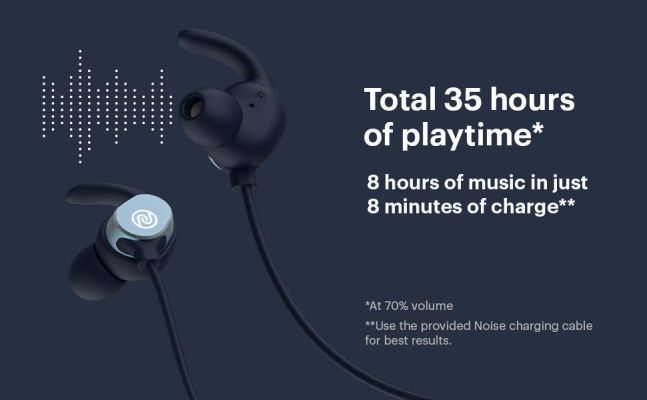 Total 35 hours
of playtime*
8 hours of music in just
8 minutes of charge**
*At 70% volume
**Use the provided Noise charging cable
for best results.